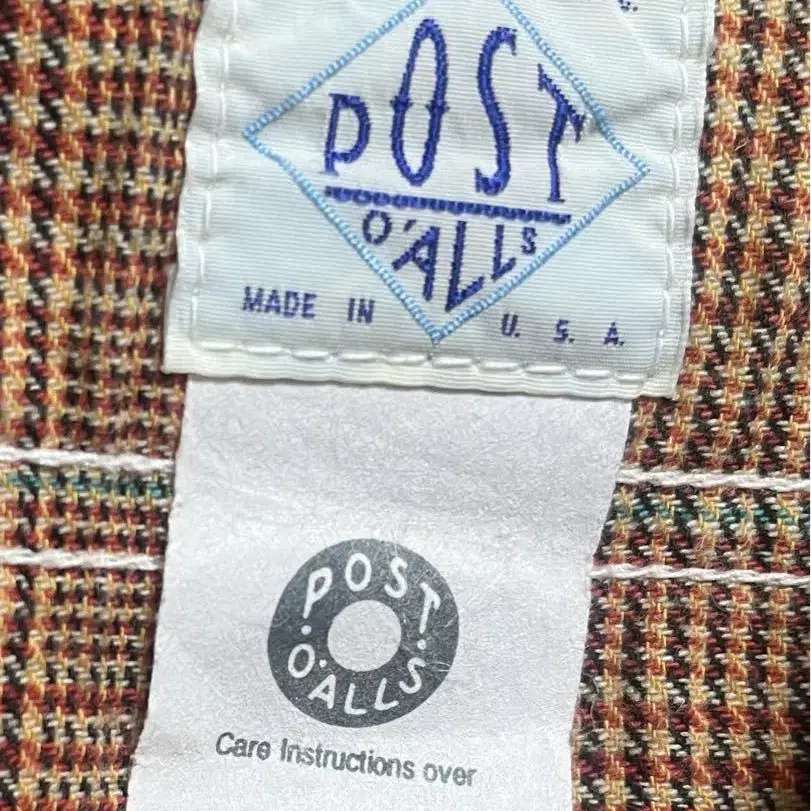 POST
O'ALLS
MADE IN U. S. A.
POST
O'ALLS
Care Instructions over